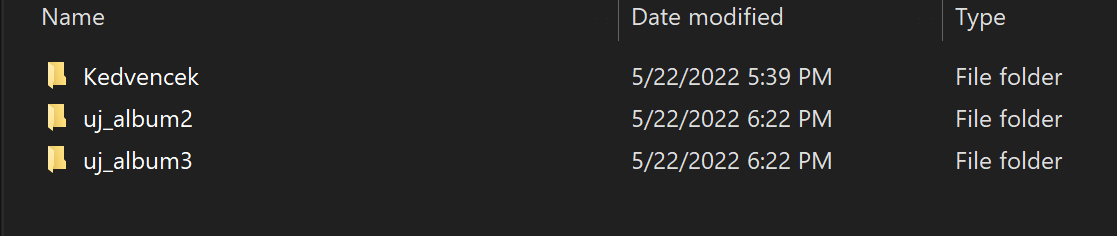 Name Date modified Type
Kedvencek 5/22/2022 5:39 PM File folder
uj_album2 5/22/2022 6:22 PM File folder
uj_album3 5/22/2022 6:22 PM File folder